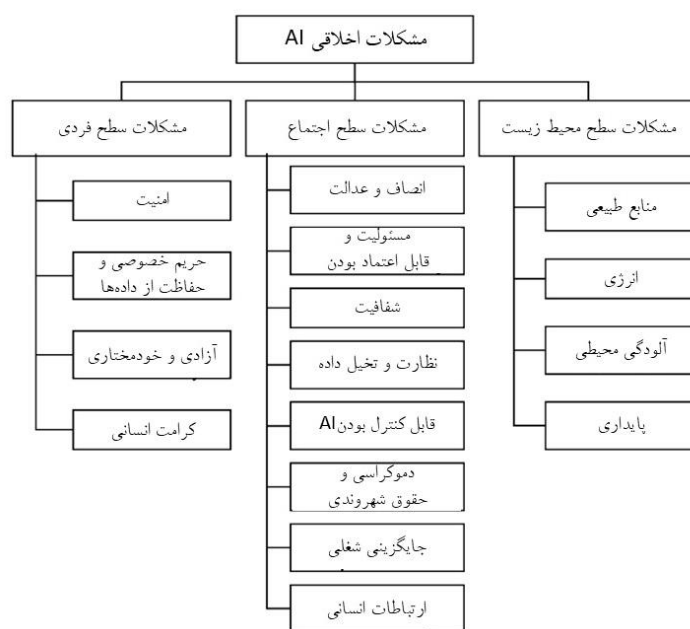 مشکلات اخلاقی AI
مشکلات سطح فردی
امنیت
حریم خصوصی و
حفاظت از داده‌ها
آزادی و خودمختاری
کرامت انسانی
مشکلات سطح اجتماع
انصاف و عدالت
مسئولیت و
قابل اعتماد بودن
شفافیت
نظارت و تخیل داده
قابل کنترل بودنAI
دموکراسی و
حقوق شهروندی
جایگزینی شغلی
ارتباطات انسانی
مشکلات سطح محیط زیست
منابع طبیعی
انرژی
آلودگی محیطی
پایداری